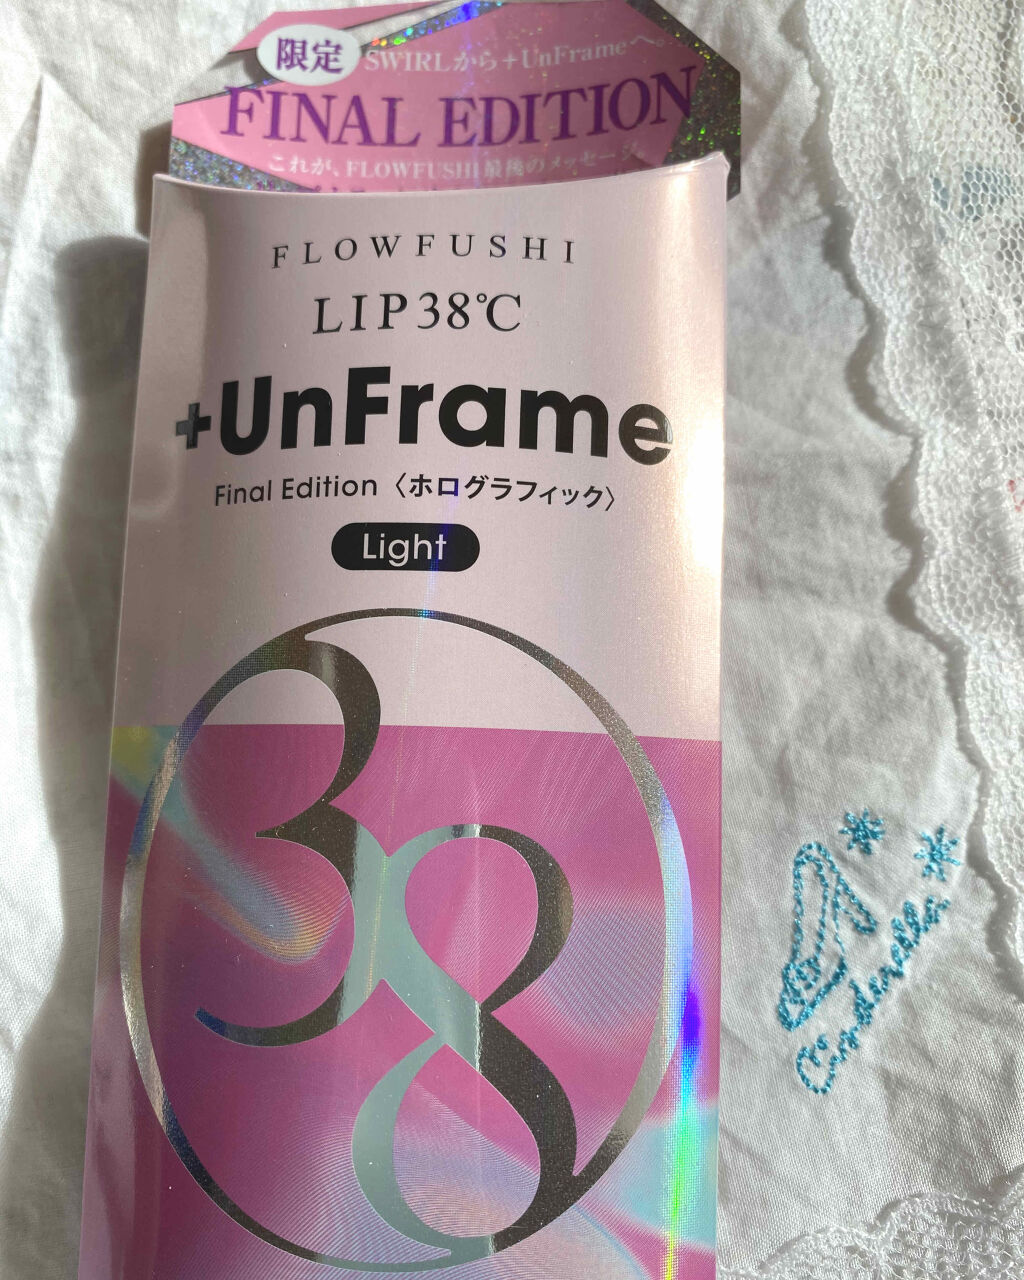 限定
SWIRLから+UnFrameへ。
FINAL EDITION
これが、FLOWFUSHI最後のメッセージ
FLOWFUSHI
LIP38℃
+UnFrame
Final Edition〈ホログラフィック〉
Light
38
Cinderella